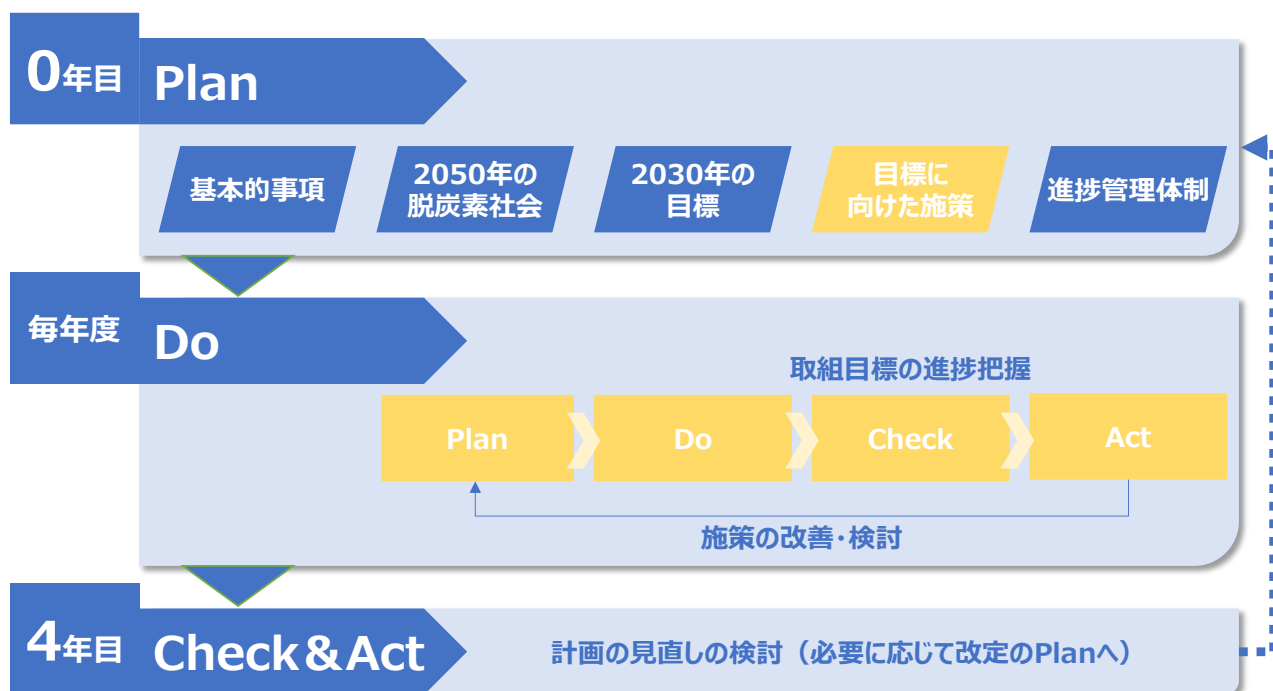 0年目
Plan
基本的事項
2050年の
脱炭素社会
2030年の
目標
目標に
向けた施策
進捗管理体制
毎年度
Do
取組目標の進捗把握
Plan
Do
Check
Act
施策の改善・検討
4年目
Check＆Act
計画の見直しの検討（必要に応じて改定のPlanへ）